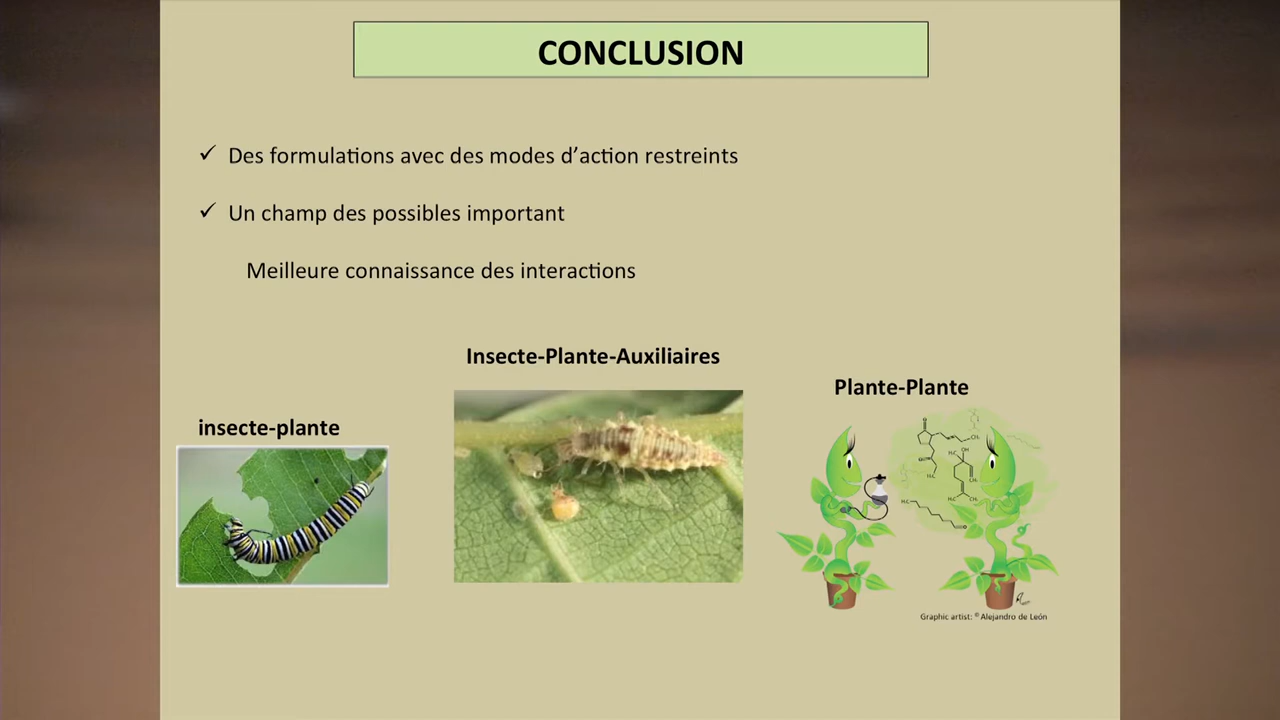 CONCLUSION
✓ Des formulations avec des modes d’action restreints
✓ Un champ des possibles important
Meilleure connaissance des interactions
Insecte-Plante-Auxiliaires
Plante-Plante
insecte-plante
Graphic artist: © Alejandro de León